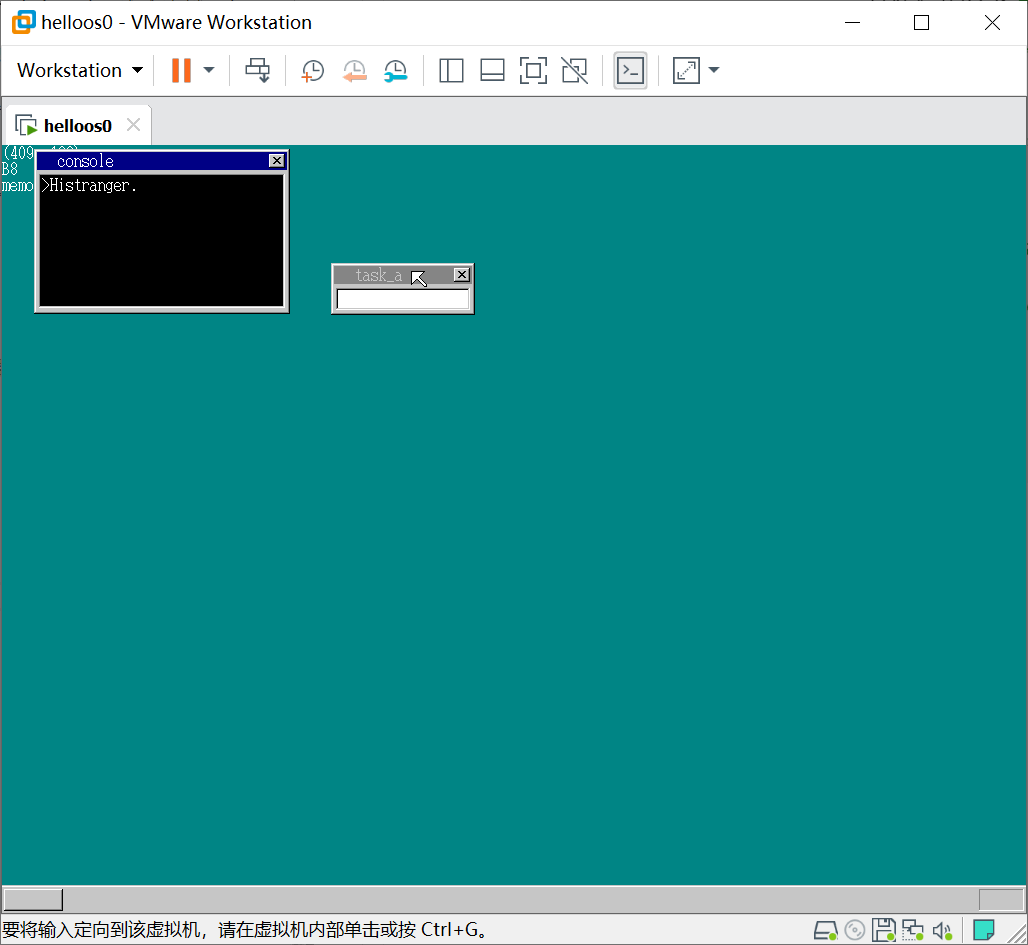 helloos0 - VMware Workstation
Workstation
helloos0
(409
B8
memo
console
>Histranger.
task_a
要将输入定向到该虚拟机，请在虚拟机内部单击或按 Ctrl+G。